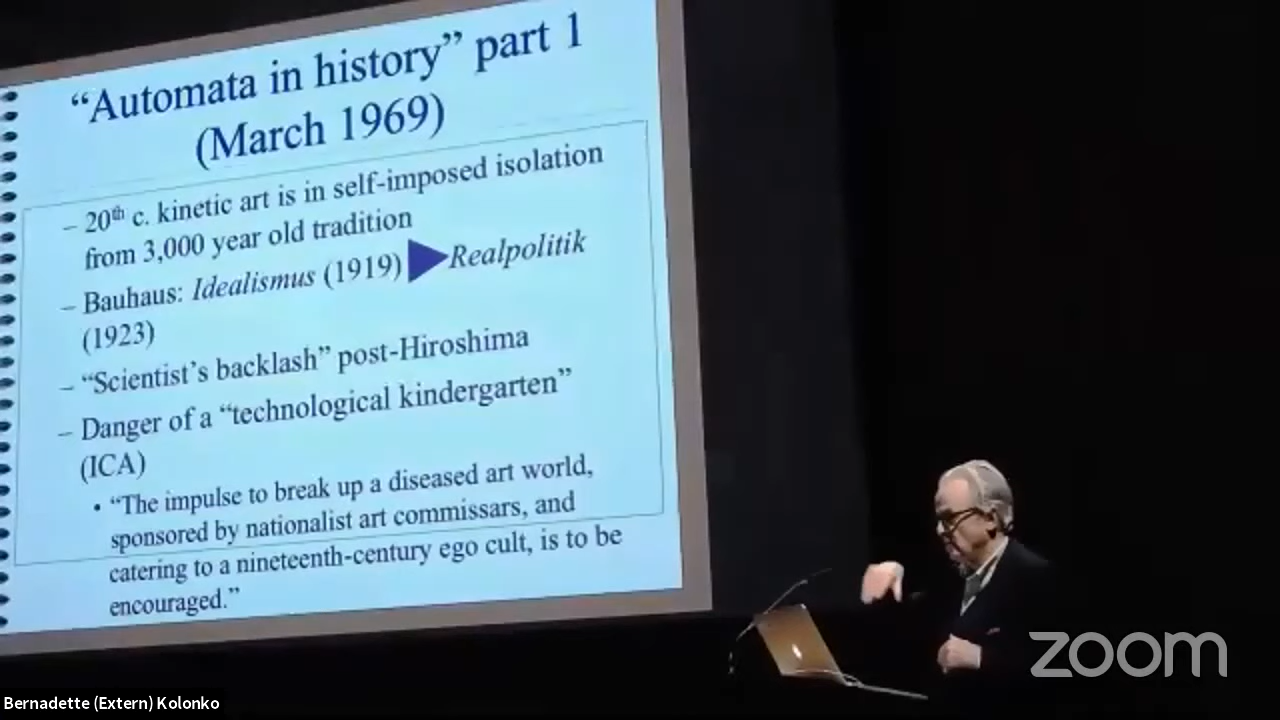 “Automata in history” part 1
(March 1969)
– 20th c. kinetic art is in self-imposed isolation
from 3,000 year old tradition
– Bauhaus: Idealismus (1919) ▶ Realpolitik
(1923)
– “Scientist’s backlash” post-Hiroshima
– Danger of a “technological kindergarten”
(ICA)
• “The impulse to break up a diseased art world,
sponsored by nationalist art commissars, and
catering to a nineteenth-century ego cult, is to be
encouraged.”
zoom
Bernadette (Extern) Kolonko